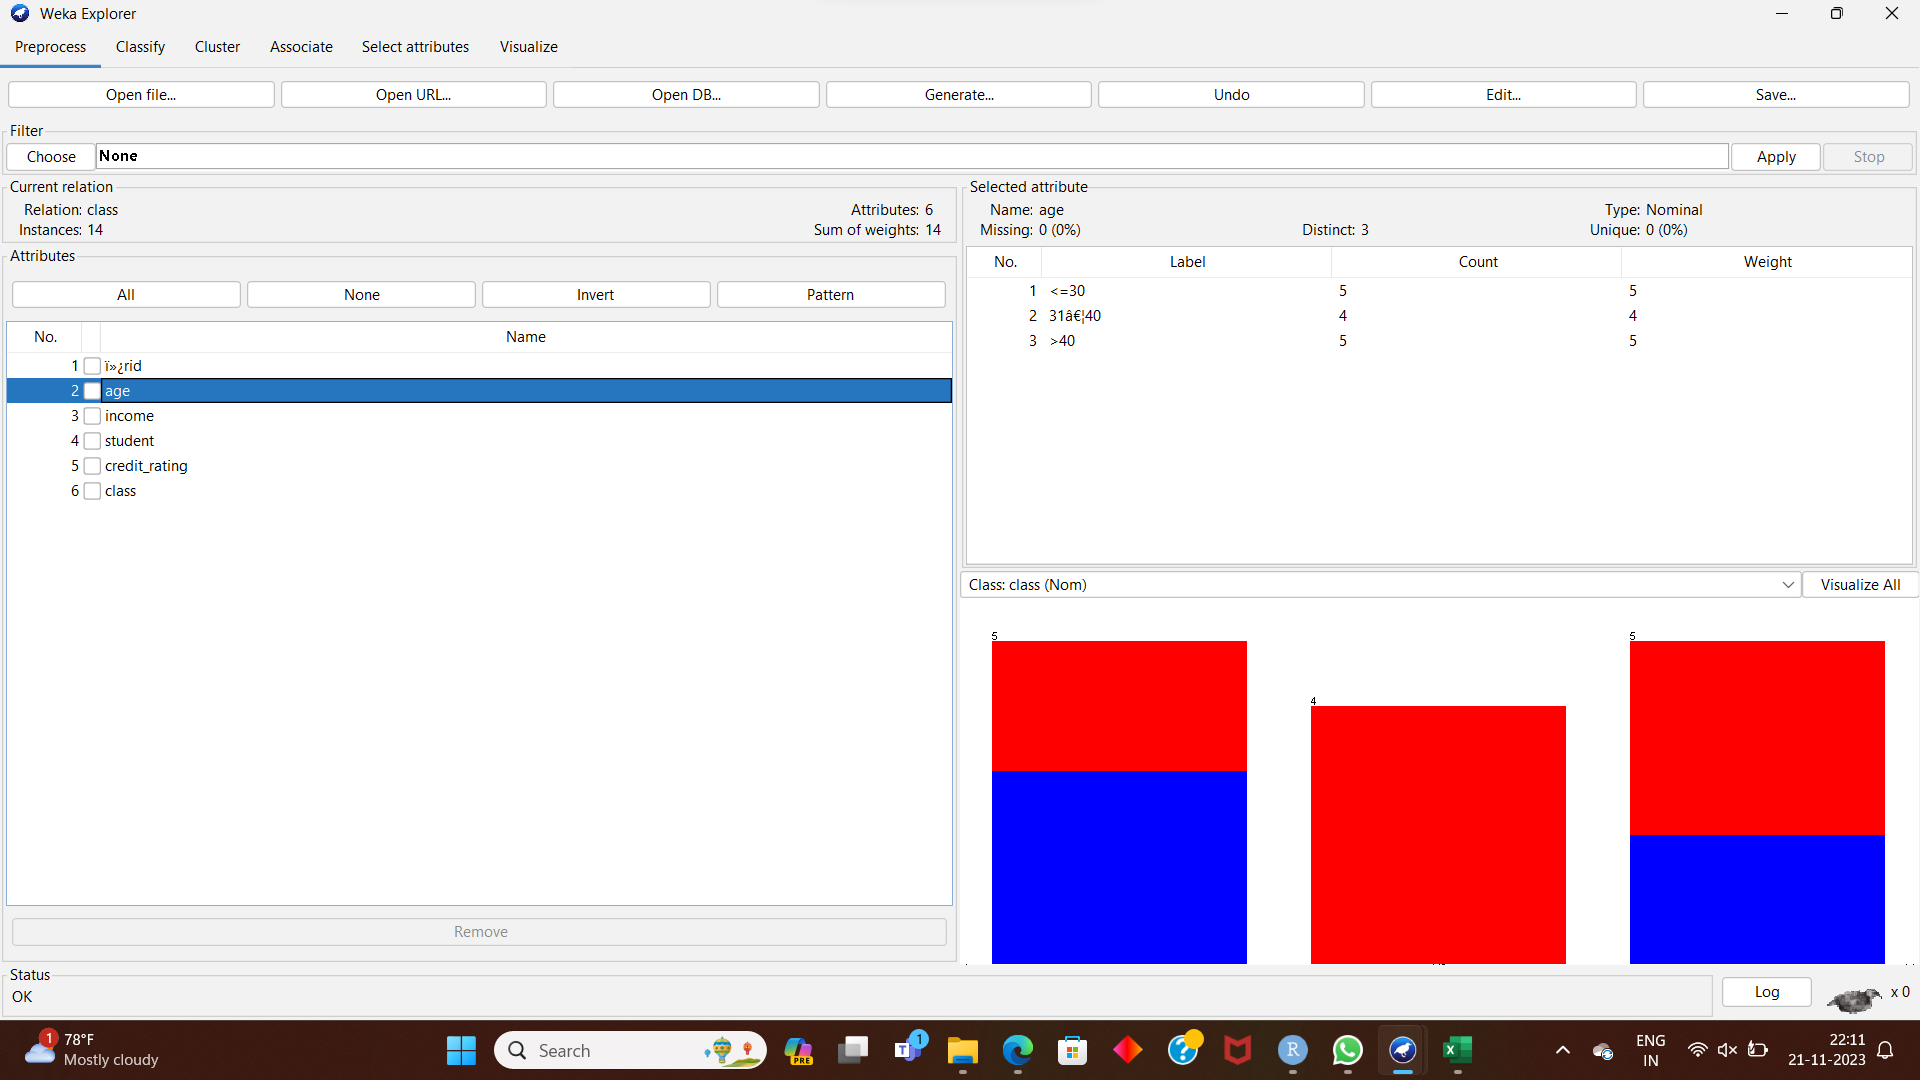 Weka Explorer
Preprocess Classify Cluster Associate Select attributes Visualize
Open file... Open URL... Open DB... Generate... Undo Edit... Save...
Filter
Choose None Apply Stop
Current relation
Relation: class Attributes: 6
Instances: 14 Sum of weights: 14
Attributes
All None Invert Pattern
No. Name
1 ï»¿rid
2 age
3 income
4 student
5 credit_rating
6 class
Remove
Selected attribute
Name: age Type: Nominal
Missing: 0 (0%) Distinct: 3 Unique: 0 (0%)
No. Label Count Weight
1 <=30 5 5
2 31â€¦40 4 4
3 >40 5 5
Class: class (Nom) Visualize All
5 5
4
Status
OK
Log x 0
1 78°F
Mostly cloudy
Search
PRE
T 1
?
R
X
ENG
IN
22:11
21-11-2023